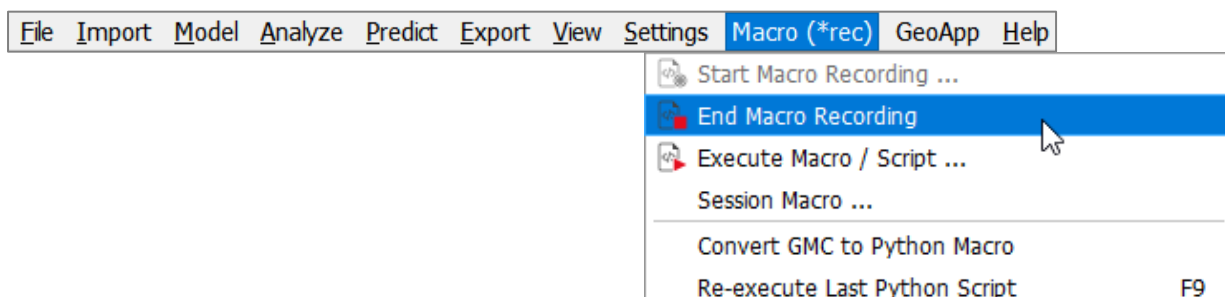 File Import Model Analyze Predict Export View Settings Macro (*rec) GeoApp Help
Start Macro Recording ...
End Macro Recording
Execute Macro / Script ...
Session Macro ...
Convert GMC to Python Macro
Re-execute Last Python Script F9